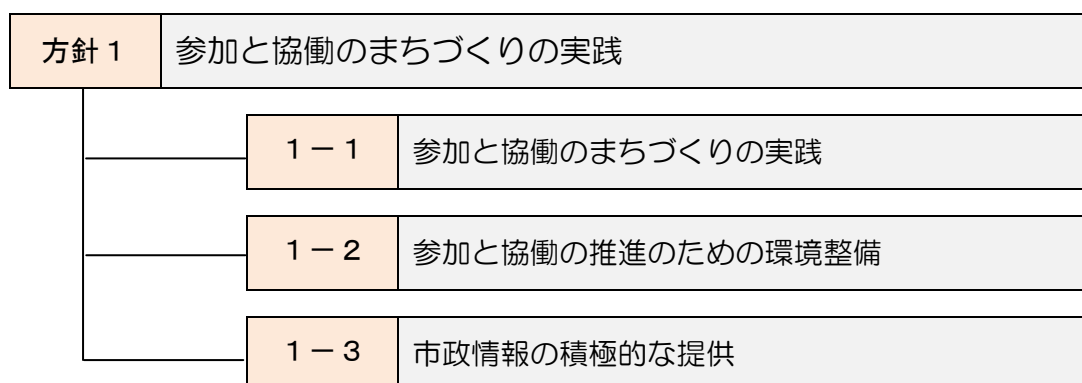 方針1 参加と協働のまちづくりの実践
1-1 参加と協働のまちづくりの実践
1-2 参加と協働の推進のための環境整備
1-3 市政情報の積極的な提供